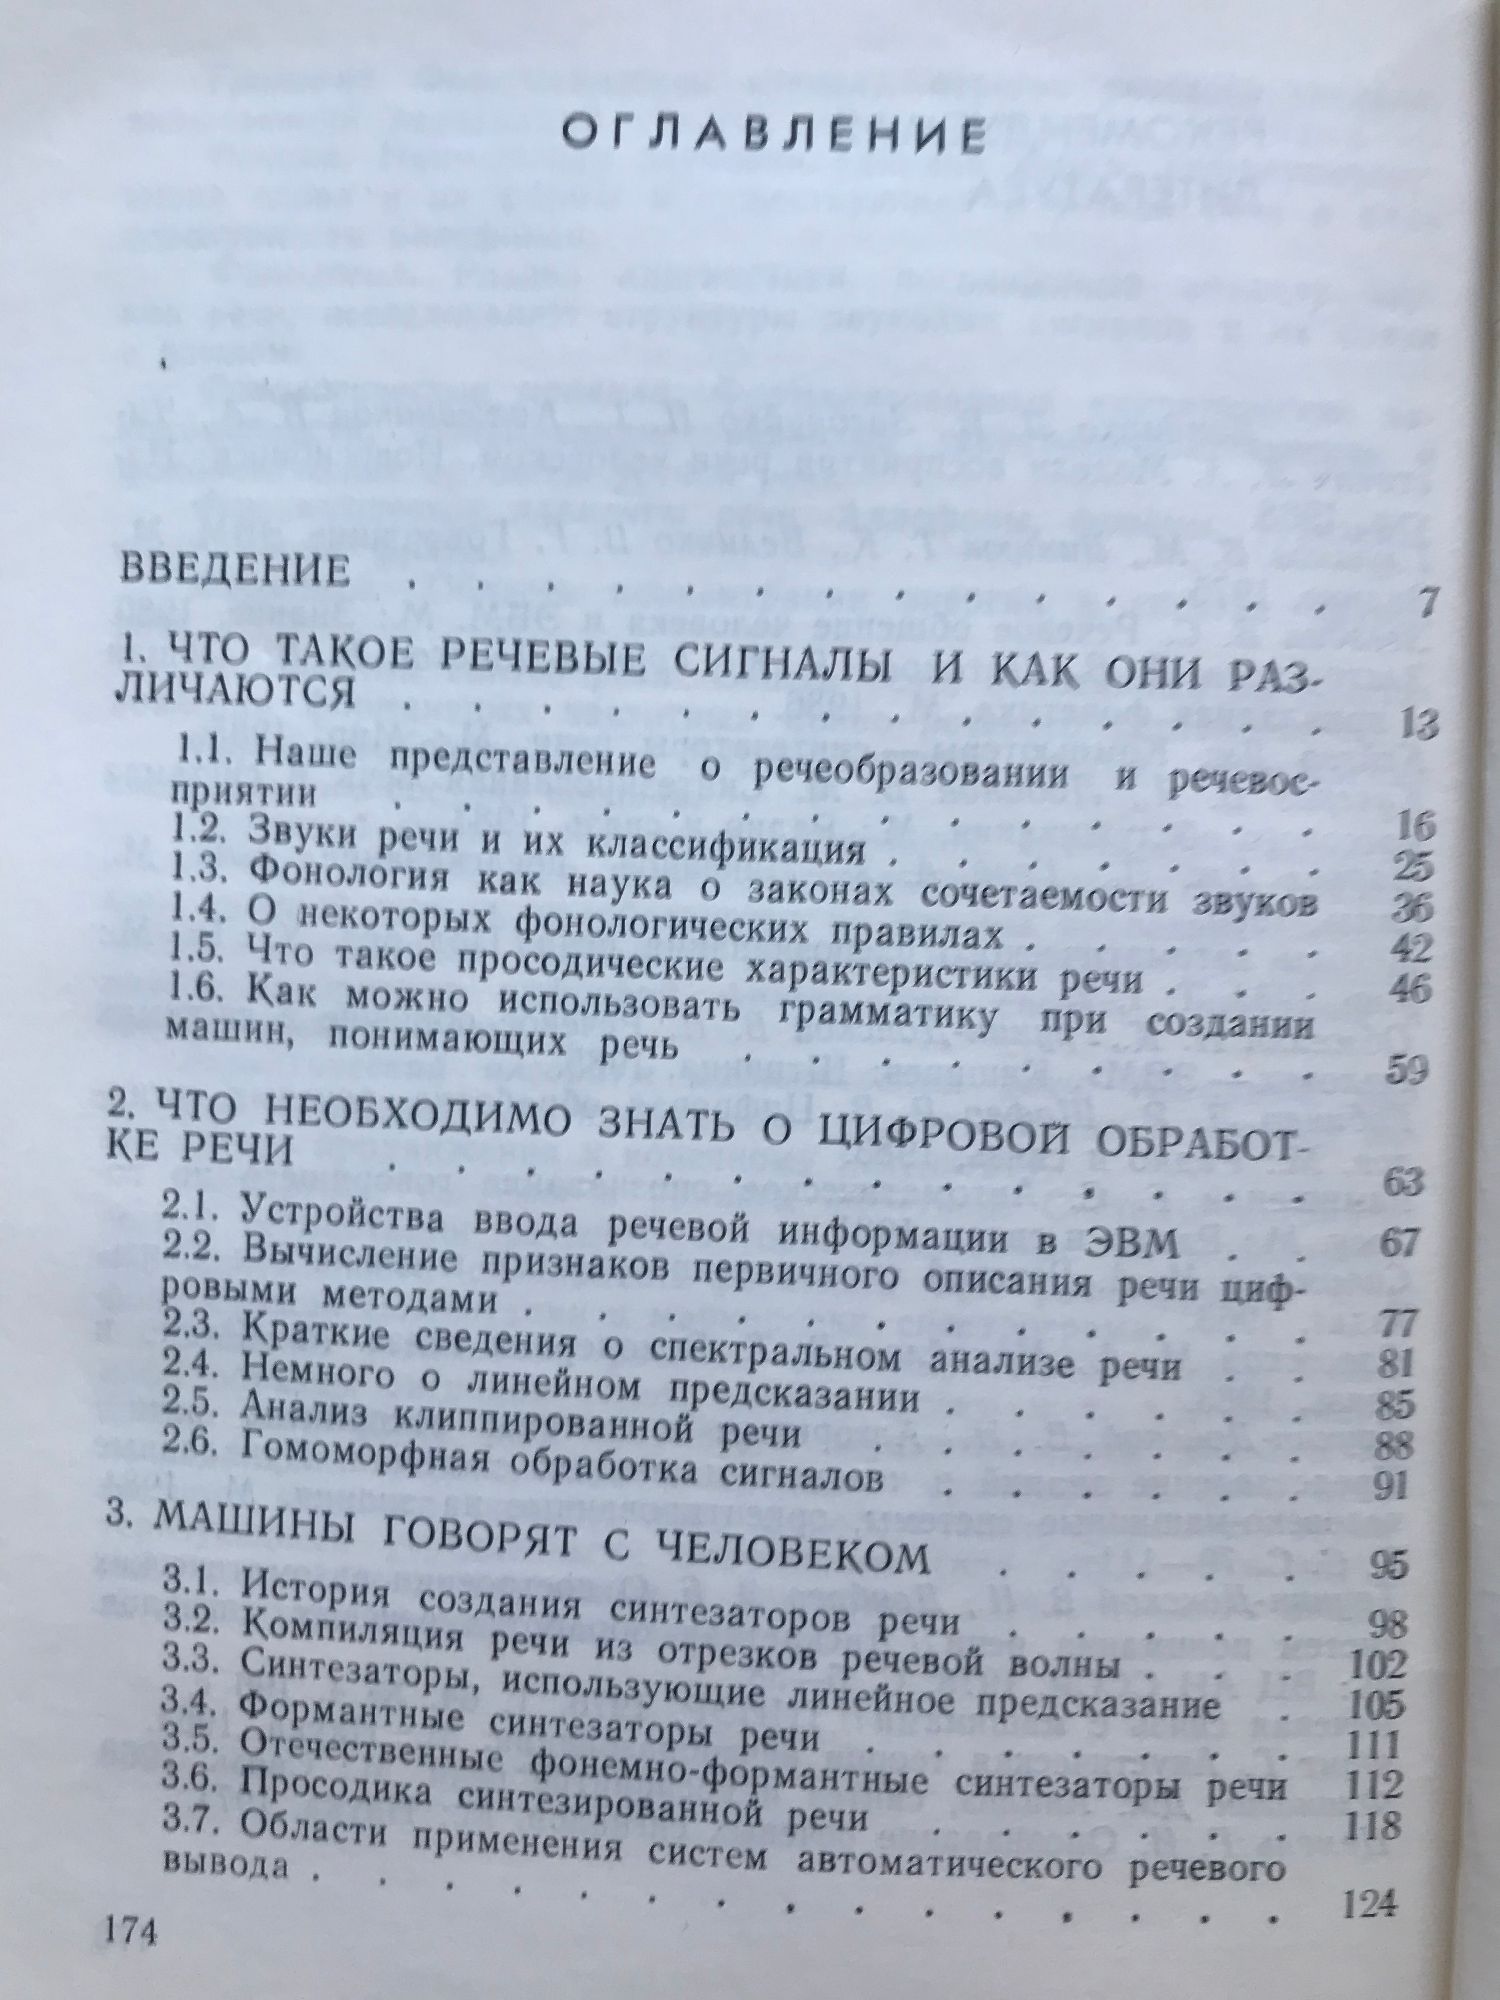 ОГЛАВЛЕНИЕ
ВВЕДЕНИЕ . . . . . . . . . . . . . . 7
1. ЧТО ТАКОЕ РЕЧЕВЫЕ СИГНАЛЫ И КАК ОНИ РАЗ-
ЛИЧАЮТСЯ . . . . . . . . . . . . . . 13
1.1. Наше представление о речеобразовании и речевос-
приятии . . . . . . . . . . . . . . 16
1.2. Звуки речи и их классификация . . . . . . . 25
1.3. Фонология как наука о законах сочетаемости звуков 36
1.4. О некоторых фонологических правилах . . . . . 42
1.5. Что такое просодические характеристики речи . . . 46
1.6. Как можно использовать грамматику при создании
машин, понимающих речь . . . . . . . . . 59
2. ЧТО НЕОБХОДИМО ЗНАТЬ О ЦИФРОВОЙ ОБРАБОТ-
КЕ РЕЧИ . . . . . . . . . . . . . . 63
2.1. Устройства ввода речевой информации в ЭВМ . . 67
2.2. Вычисление признаков первичного описания речи циф-
ровыми методами . . . . . . . . . . . . 77
2.3. Краткие сведения о спектральном анализе речи . . 81
2.4. Немного о линейном предсказании . . . . . . 85
2.5. Анализ клиппированной речи . . . . . . . 88
2.6. Гомоморфная обработка сигналов . . . . . . 91
3. МАШИНЫ ГОВОРЯТ С ЧЕЛОВЕКОМ . . . . . 95
3.1. История создания синтезаторов речи . . . . . 98
3.2. Компиляция речи из отрезков речевой волны . . . 102
3.3. Синтезаторы, использующие линейное предсказание . 105
3.4. Формантные синтезаторы речи . . . . . . . 111
3.5. Отечественные фонемно-формантные синтезаторы речи 112
3.6. Просодика синтезированной речи . . . . . . 118
3.7. Области применения систем автоматического речевого
вывода . . . . . . . . . . . . . . . 124
174